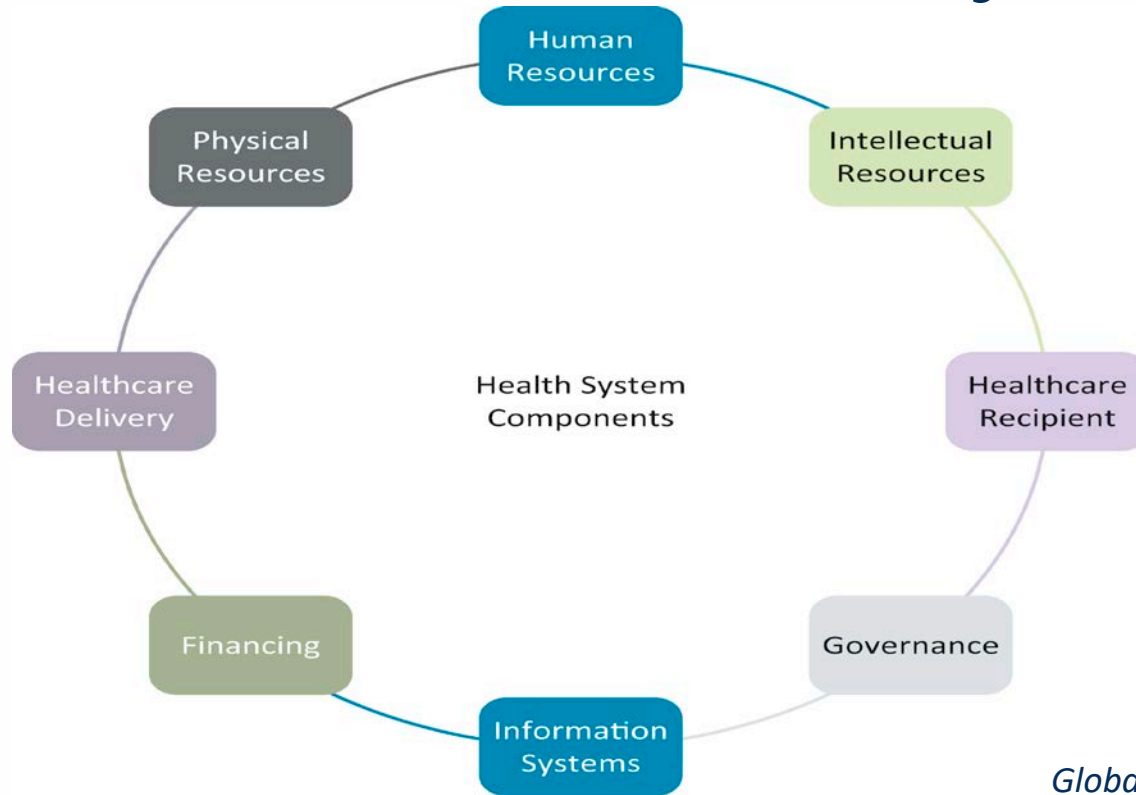 Human
Resources
Physical
Resources
Intellectual
Resources
Healthcare
Delivery
Health System
Components
Healthcare
Recipient
Financing
Governance
Information
Systems